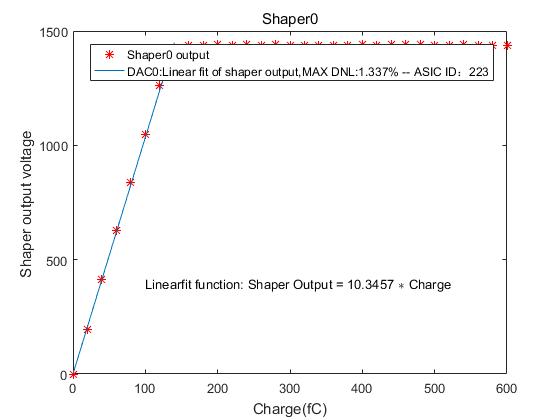 Shaper0
1500
Shaper0 output
DAC0:Linear fit of shaper output,MAX DNL:1.337% -- ASIC ID：223
1000
Shaper output voltage
500
Linearfit function: Shaper Output = 10.3457 * Charge
0
0 100 200 300 400 500 600
Charge(fC)